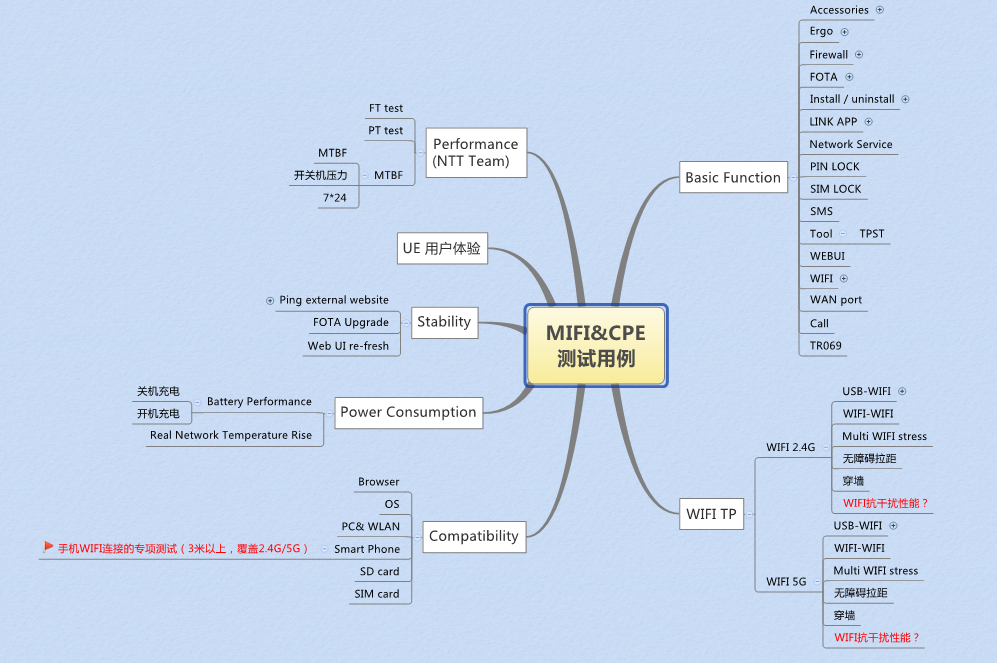 MIFI&CPE
测试用例
Basic Function
Accessories
Ergo
Firewall
FOTA
Install / uninstall
LINK APP
Network Service
PIN LOCK
SIM LOCK
SMS
Tool
TPST
WEBUI
WIFI
WAN port
Call
TR069
WIFI TP
WIFI 2.4G
USB-WIFI
WIFI-WIFI
Multi WIFI stress
无障碍拉距
穿墙
WIFI抗干扰性能？
WIFI 5G
USB-WIFI
WIFI-WIFI
Multi WIFI stress
无障碍拉距
穿墙
WIFI抗干扰性能？
Performance
(NTT Team)
FT test
PT test
MTBF
MTBF
开关机压力
7*24
UE 用户体验
Stability
Ping external website
FOTA Upgrade
Web UI re-fresh
Power Consumption
Battery Performance
关机充电
开机充电
Real Network Temperature Rise
Compatibility
Browser
OS
PC& WLAN
Smart Phone
手机WIFI连接的专项测试（3米以上，覆盖2.4G/5G）
SD card
SIM card